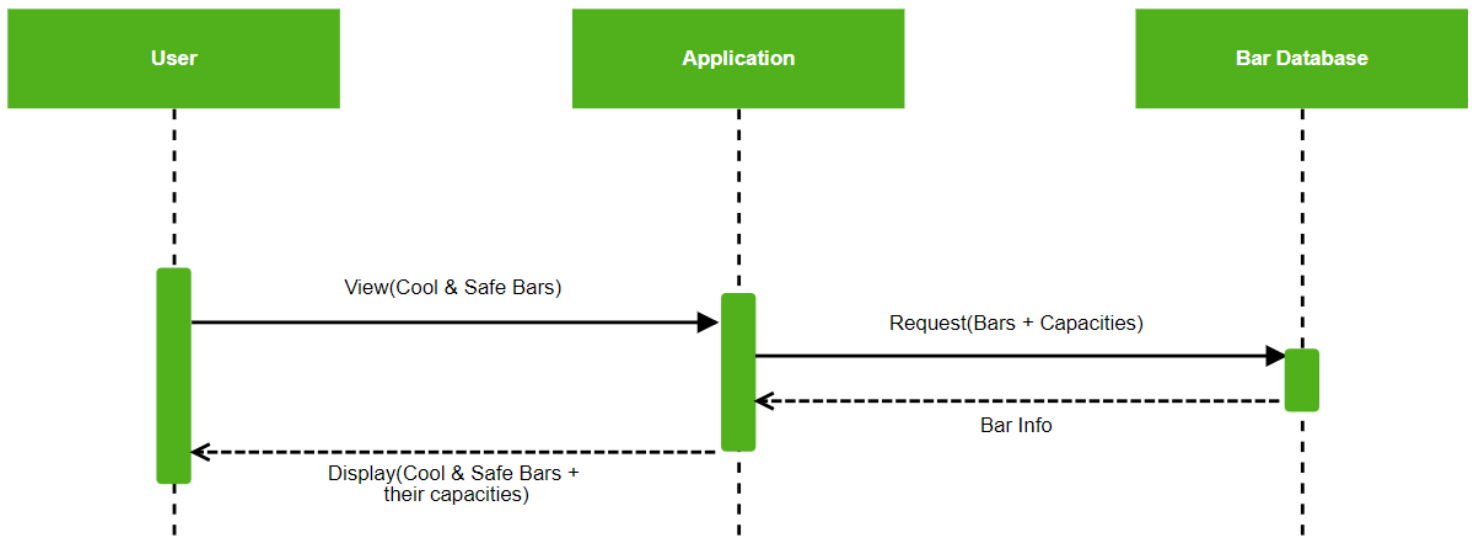 User
Application
Bar Database
View(Cool & Safe Bars)
Request(Bars + Capacities)
Bar Info
Display(Cool & Safe Bars +
their capacities)